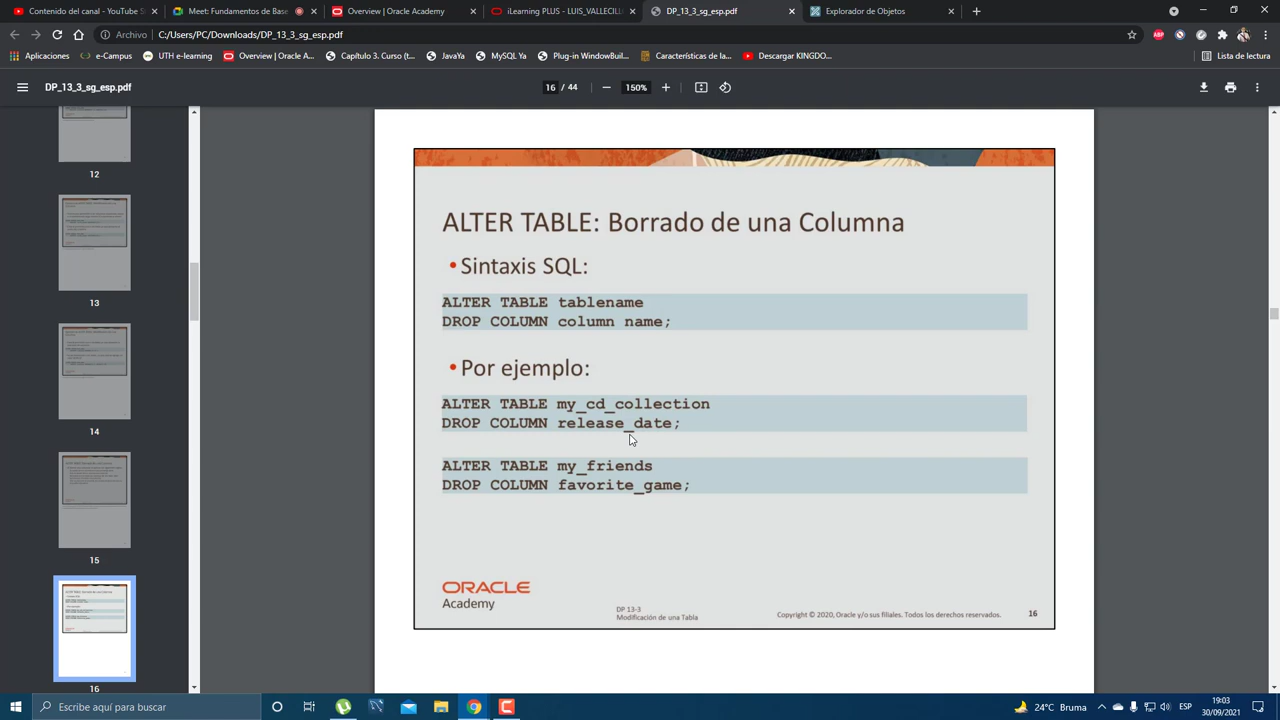 Contenido del canal - YouTube S
Meet: Fundamentos de Base
Overview | Oracle Academy
iLearning PLUS - LUIS_VALLECILL
DP_13_3_sg_esp.pdf
Explorador de Objetos
Archivo | C:/Users/PC/Downloads/DP_13_3_sg_esp.pdf
Aplicaciones
e-Campus
UTH e-learning
Overview | Oracle A...
Capítulo 3. Curso (t...
JavaYa
MySQL Ya
Plug-in WindowBuil...
Características de la...
Descargar KINGDO...
Lista de lectura
DP_13_3_sg_esp.pdf
16 / 44
150%
12
13
14
15
16
ALTER TABLE: Borrado de una Columna
•Sintaxis SQL:
ALTER TABLE tablename
DROP COLUMN column name;
•Por ejemplo:
ALTER TABLE my_cd_collection
DROP COLUMN release_date;
ALTER TABLE my_friends
DROP COLUMN favorite_game;
ORACLE
Academy
DP 13-3
Modificación de una Tabla
Copyright © 2020, Oracle y/o sus filiales. Todos los derechos reservados.
16
Escribe aquí para buscar
24°C Bruma
ESP
19:03
30/09/2021